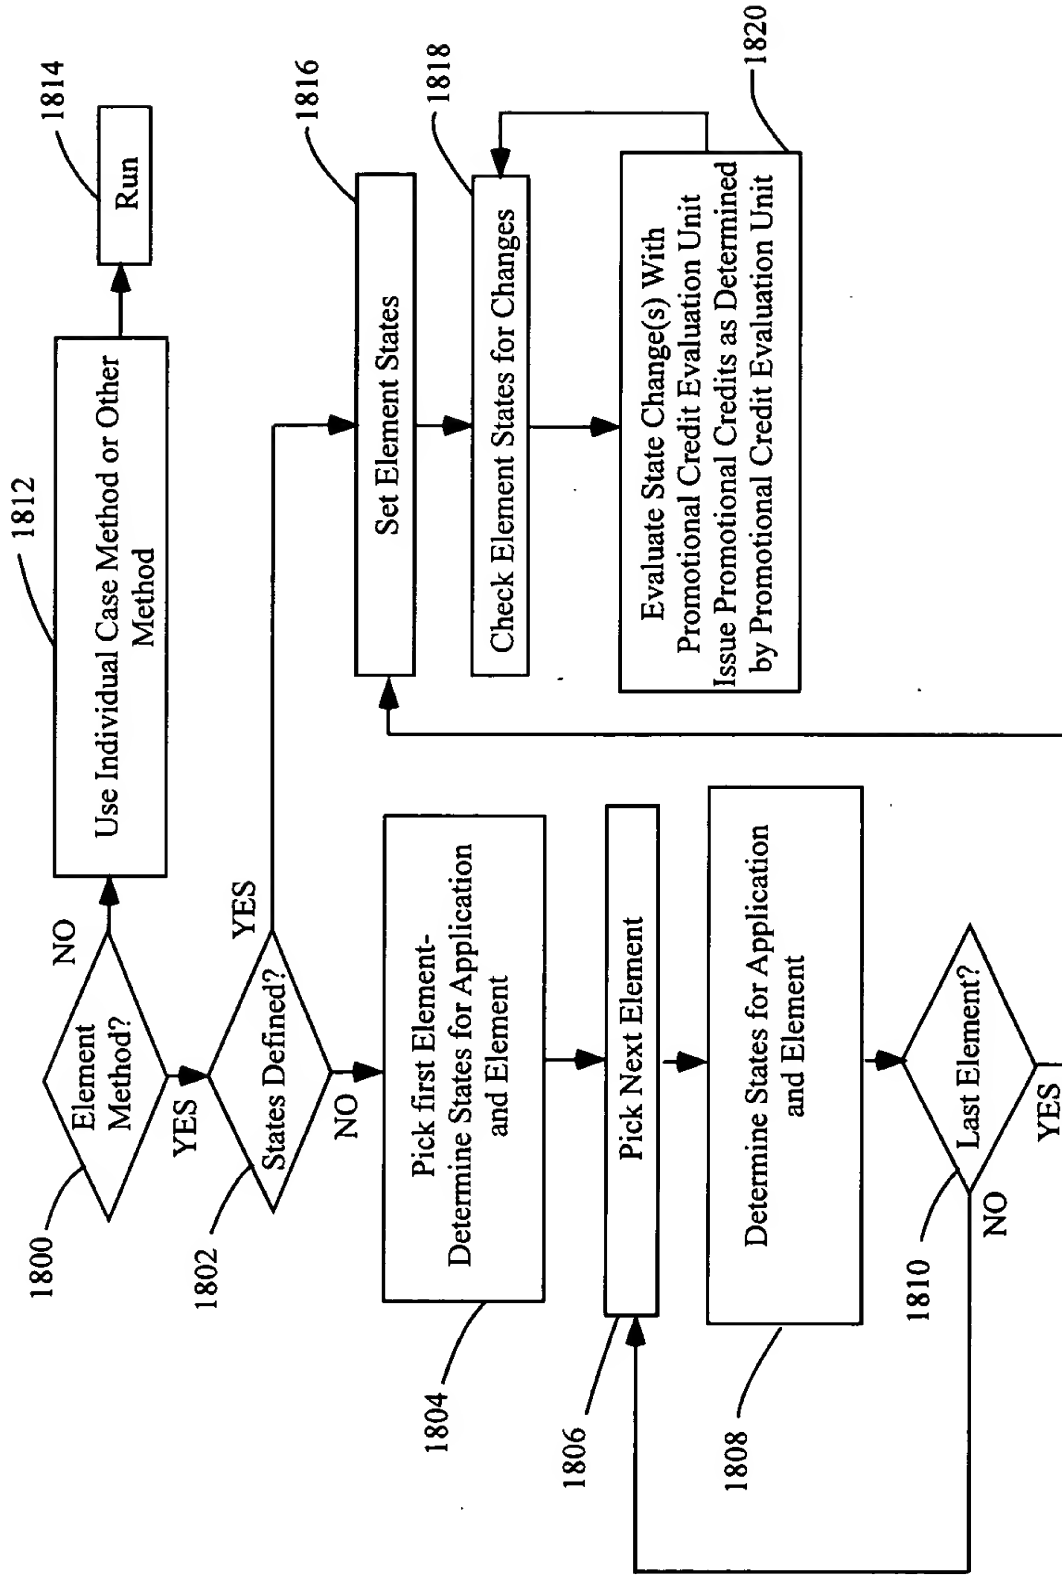 1800
Element
Method?
NO
YES
1812
Use Individual Case Method or Other
Method
1814
Run
1802
States Defined?
YES
NO
1804
Pick first Element-
Determine States for Application
and Element
1806
Pick Next Element
1808
Determine States for Application
and Element
1810
Last Element?
NO
YES
1816
Set Element States
1818
Check Element States for Changes
1820
Evaluate State Change(s) With
Promotional Credit Evaluation Unit
Issue Promotional Credits as Determined
by Promotional Credit Evaluation Unit